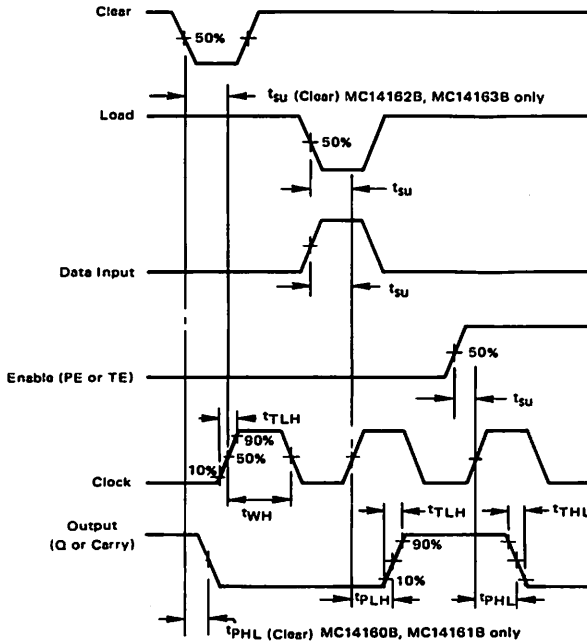 Clear
50%
tsu (Clear) MC14162B, MC14163B only
Load
50%
tsu
Data Input
tsu
50%
Enable (PE or TE)
tsu
tTLH
90%
10%
50%
Clock
tWH
Output
(Q or Carry)
tTLH
tTHL
90%
10%
tPLH
tPHL
tPHL (Clear) MC14160B, MC14161B only